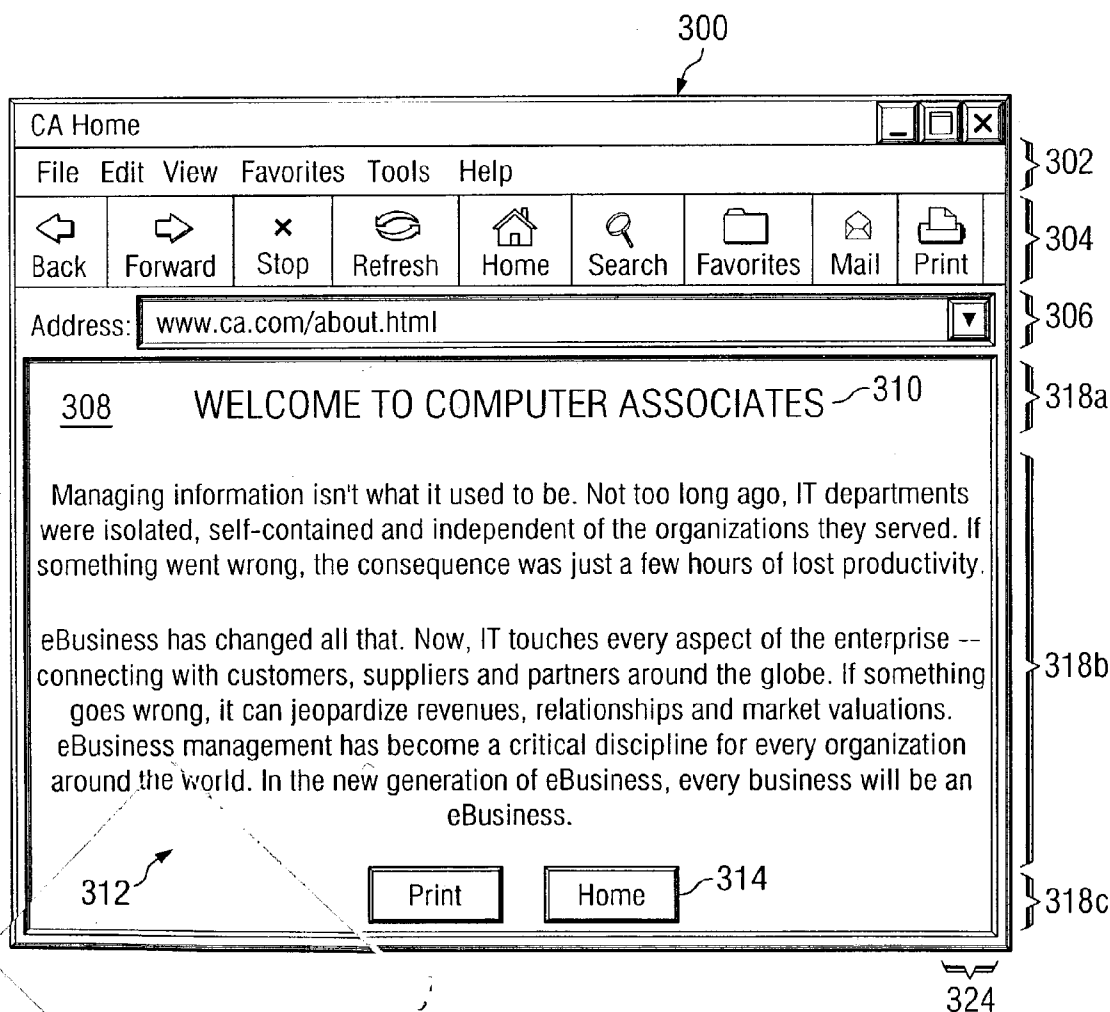 300
CA Home
302
File Edit View Favorites Tools Help
304
Back Forward Stop Refresh Home Search Favorites Mail Print
Address: www.ca.com/about.html
306
308
WELCOME TO COMPUTER ASSOCIATES
310
318a
Managing information isn't what it used to be. Not too long ago, IT departments
were isolated, self-contained and independent of the organizations they served. If
something went wrong, the consequence was just a few hours of lost productivity.
eBusiness has changed all that. Now, IT touches every aspect of the enterprise --
connecting with customers, suppliers and partners around the globe. If something
goes wrong, it can jeopardize revenues, relationships and market valuations.
eBusiness management has become a critical discipline for every organization
around the world. In the new generation of eBusiness, every business will be an
eBusiness.
318b
312
Print
Home
314
318c
324